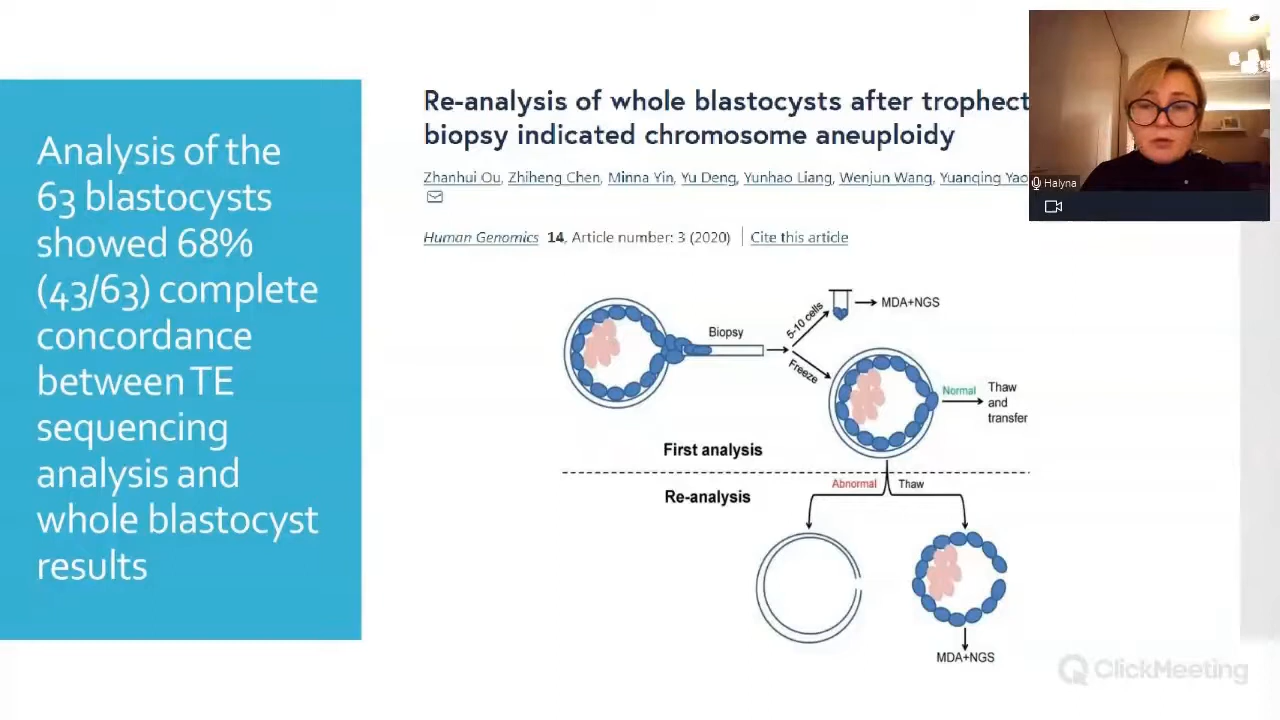 Analysis of the
63 blastocysts
showed 68%
(43/63) complete
concordance
between TE
sequencing
analysis and
whole blastocyst
results
Re-analysis of whole blastocysts after trophect
biopsy indicated chromosome aneuploidy
Zhanhui Ou, Zhiheng Chen, Minna Yin, Yu Deng, Yunhao Liang, Wenjun Wang, Yuanqing Yao
Human Genomics 14, Article number: 3 (2020) | Cite this article
Biopsy
5-10 cells
MDA+NGS
Freeze
Normal
Thaw
and
transfer
First analysis
Re-analysis
Abnormal
Thaw
MDA+NGS
Halyna
ClickMeeting